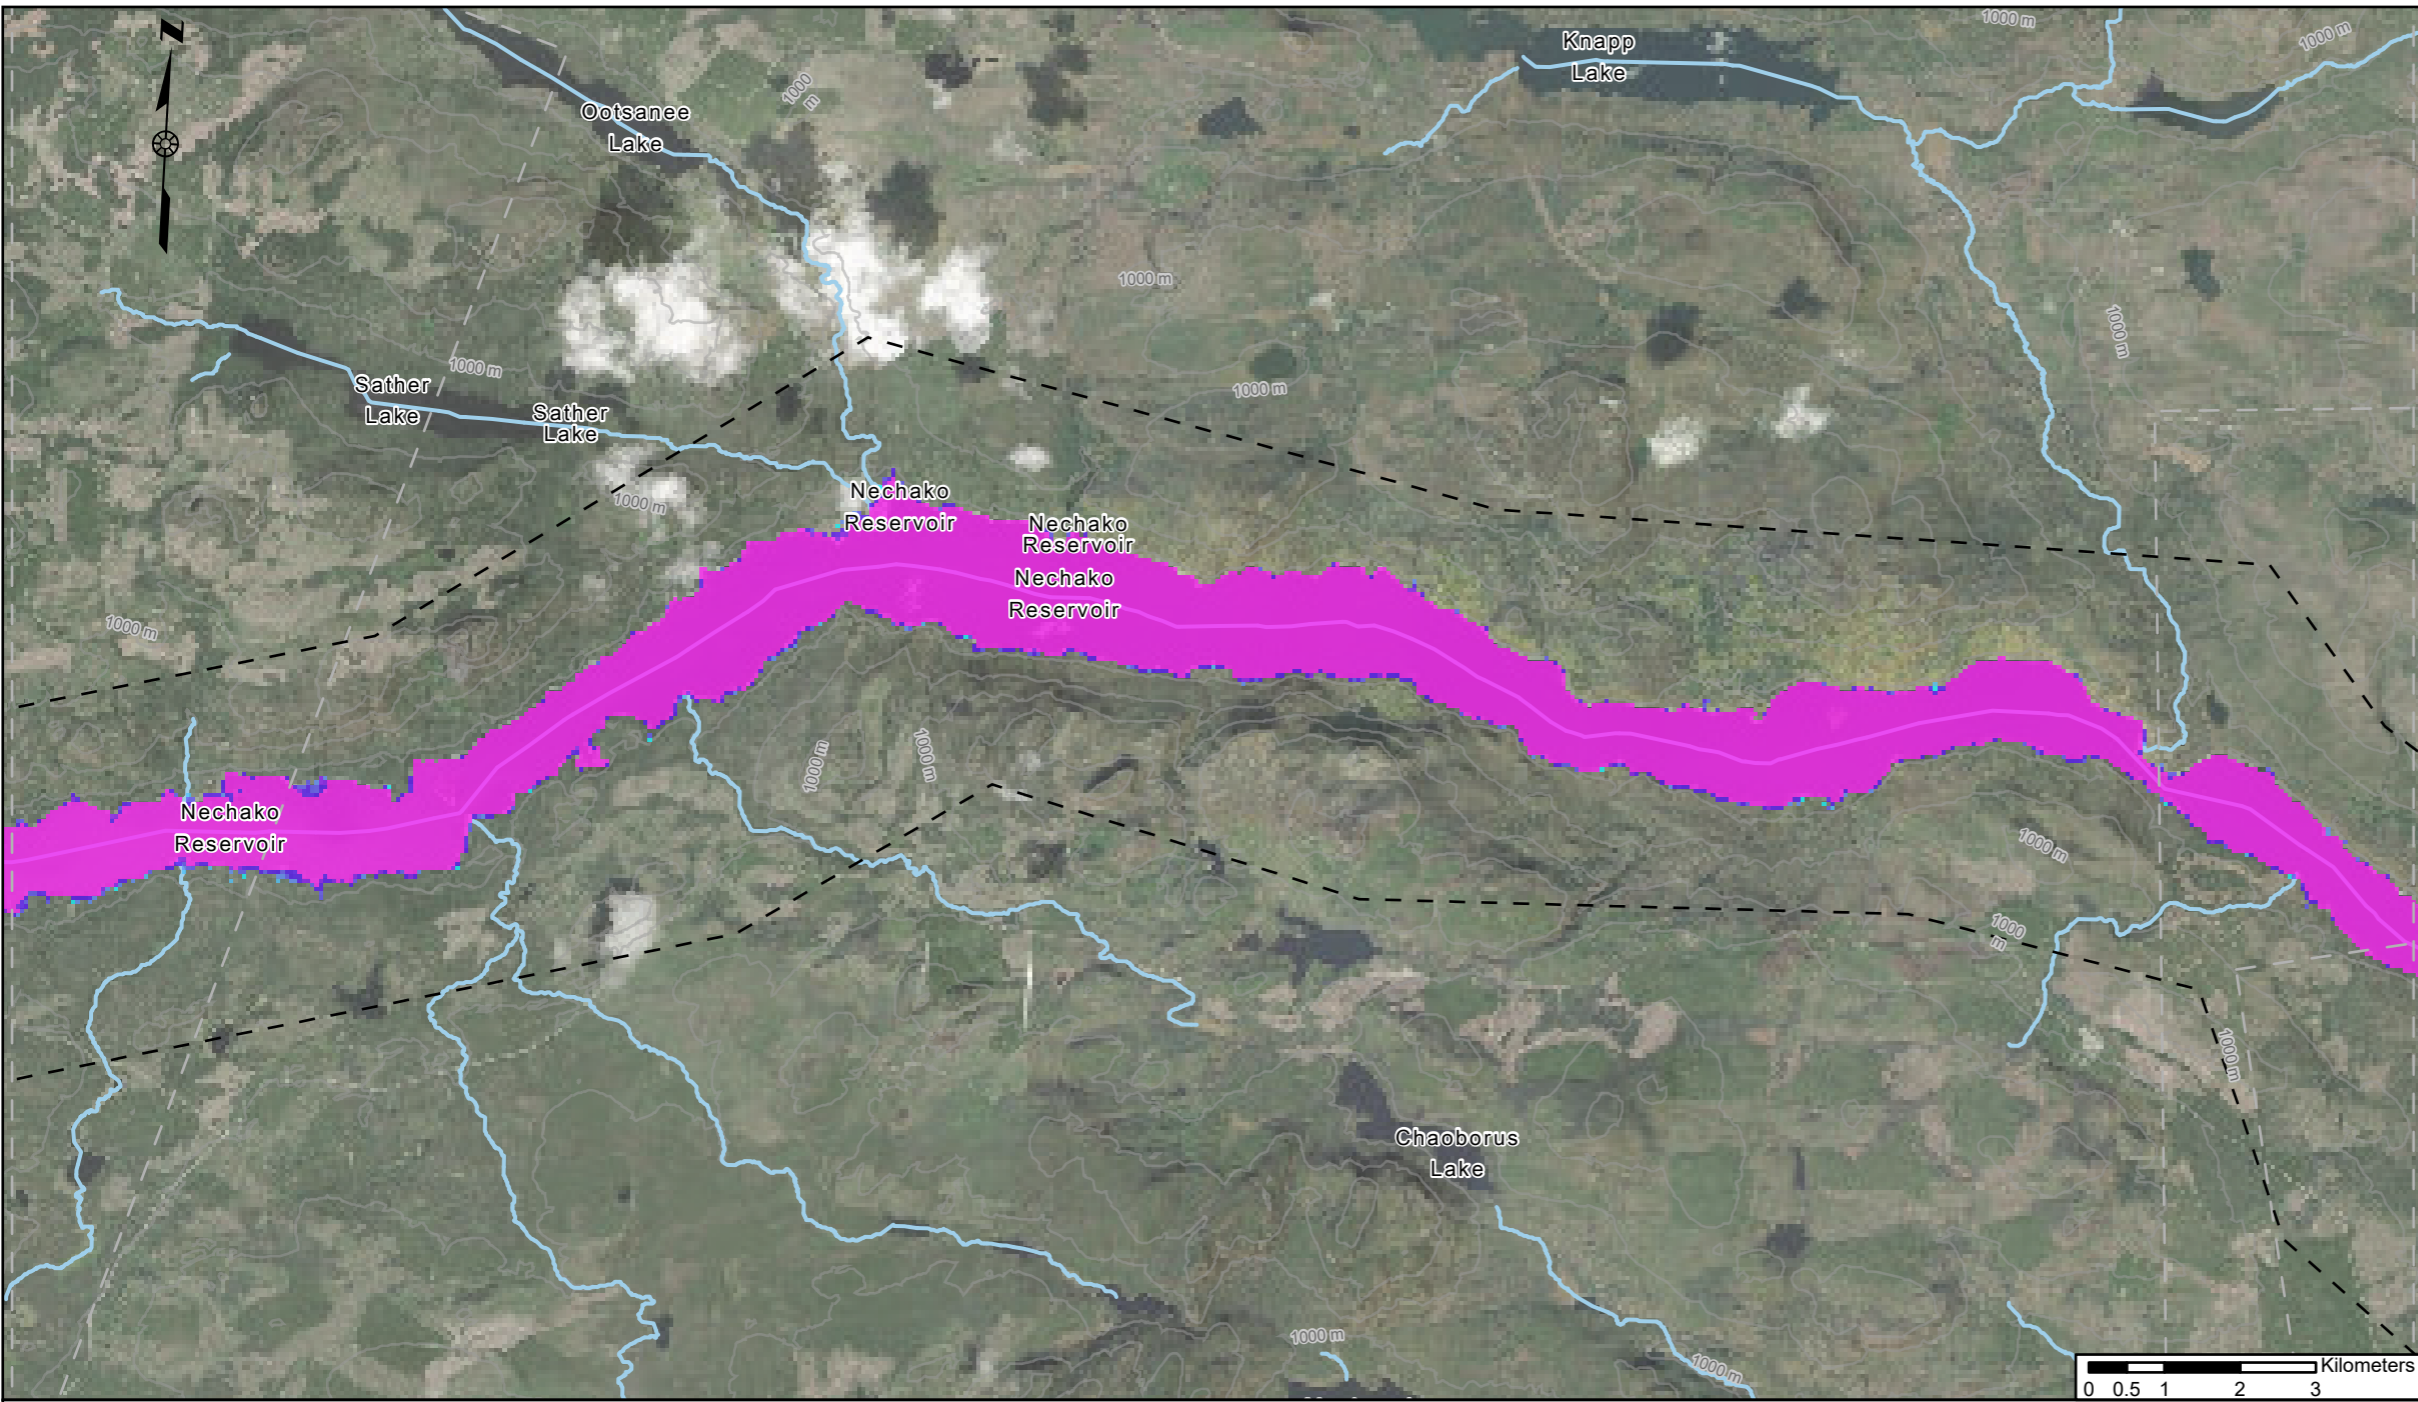 N
1000 m
1000 m
Knapp
Lake
1000
m
Ootsanee
Lake
1000 m
1000 m
1000 m
Sather
Lake
1000 m
Sather
Lake
1000 m
Nechako
Reservoir
Nechako
Reservoir
Nechako
Reservoir
1000 m
1000 m
1000 m
Nechako
Reservoir
1000 m
1000
m
1000 m
Chaoborus
Lake
1000 m
1000 m
Kilometers
0 0.5 1 2 3